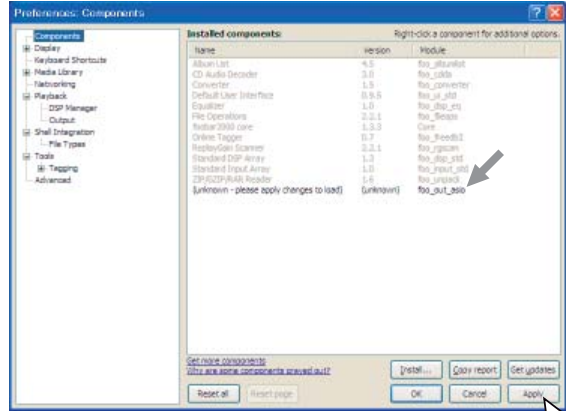 Preferences: Components
Components
Display
Keyboard Shortcuts
Media Library
Networking
Playback
DSP Manager
Output
Shell Integration
File Types
Tools
Tagging
Advanced
Installed components: Right-click a component for additional options.
Name Version Module
Album List 4.5 foo_albumlist
CD Audio Decoder 3.0 foo_cdda
Converter 1.5 foo_converter
Default User Interface 0.9.5 foo_ui_std
Equalizer 1.0 foo_dsp_eq
File Operations 2.2.1 foo_fileops
foobar2000 core 1.3.3 Core
Online Tagger 0.7 foo_freedb2
ReplayGain Scanner 2.2.1 foo_rgscan
Standard DSP Array 1.3 foo_dsp_std
Standard Input Array 1.0 foo_input_std
ZIP/GZIP/RAR Reader 1.6 foo_unpack
(unknown - please apply changes to load) (unknown) foo_out_asio
Get more components
Why are some components grayed out?
Install... Copy report Get updates
Reset all Reset page OK Cancel Apply